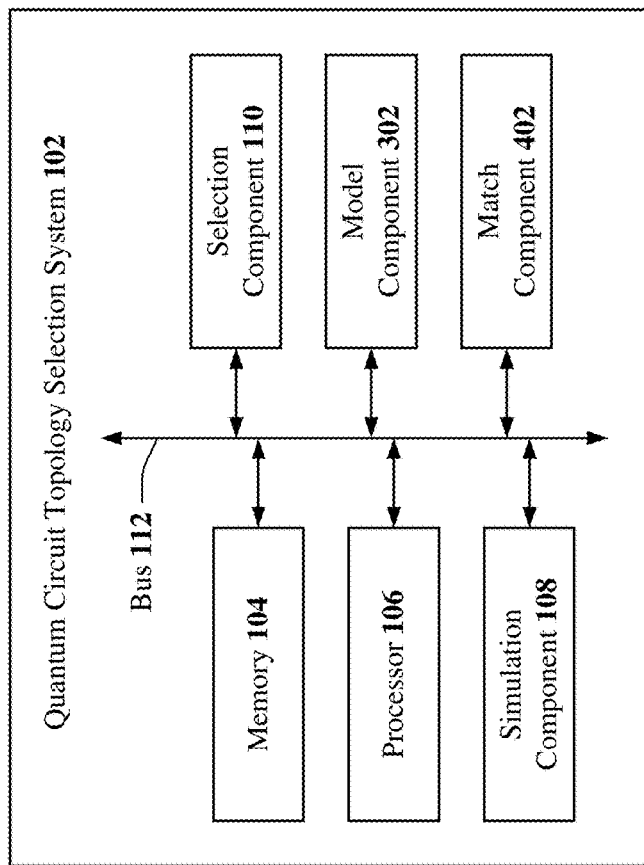 Quantum Circuit Topology Selection System 102
Bus 112
Memory 104
Processor 106
Simulation
Component 108
Selection
Component 110
Model
Component 302
Match
Component 402